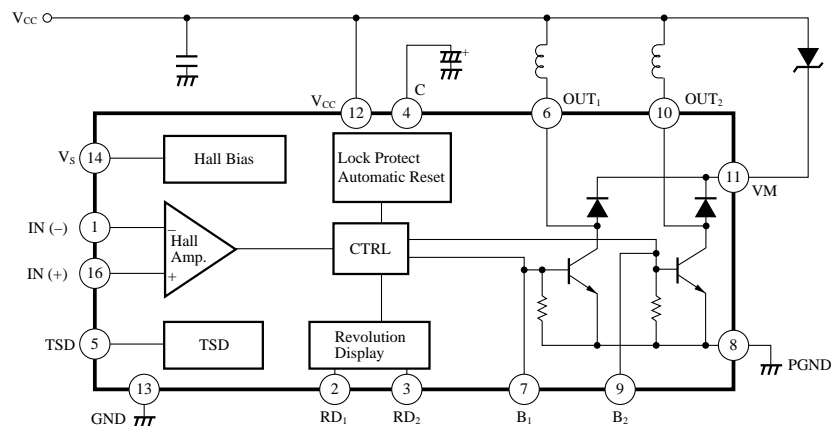 VCC
+
C
VCC
12
4
6
OUT1
10
OUT2
VS
14
Hall Bias
Lock Protect
Automatic Reset
11
VM
IN (–)
1
–
Hall
Amp.
CTRL
IN (+)
16
+
TSD
5
TSD
Revolution
Display
8
PGND
13
2
3
7
9
GND
RD1
RD2
B1
B2